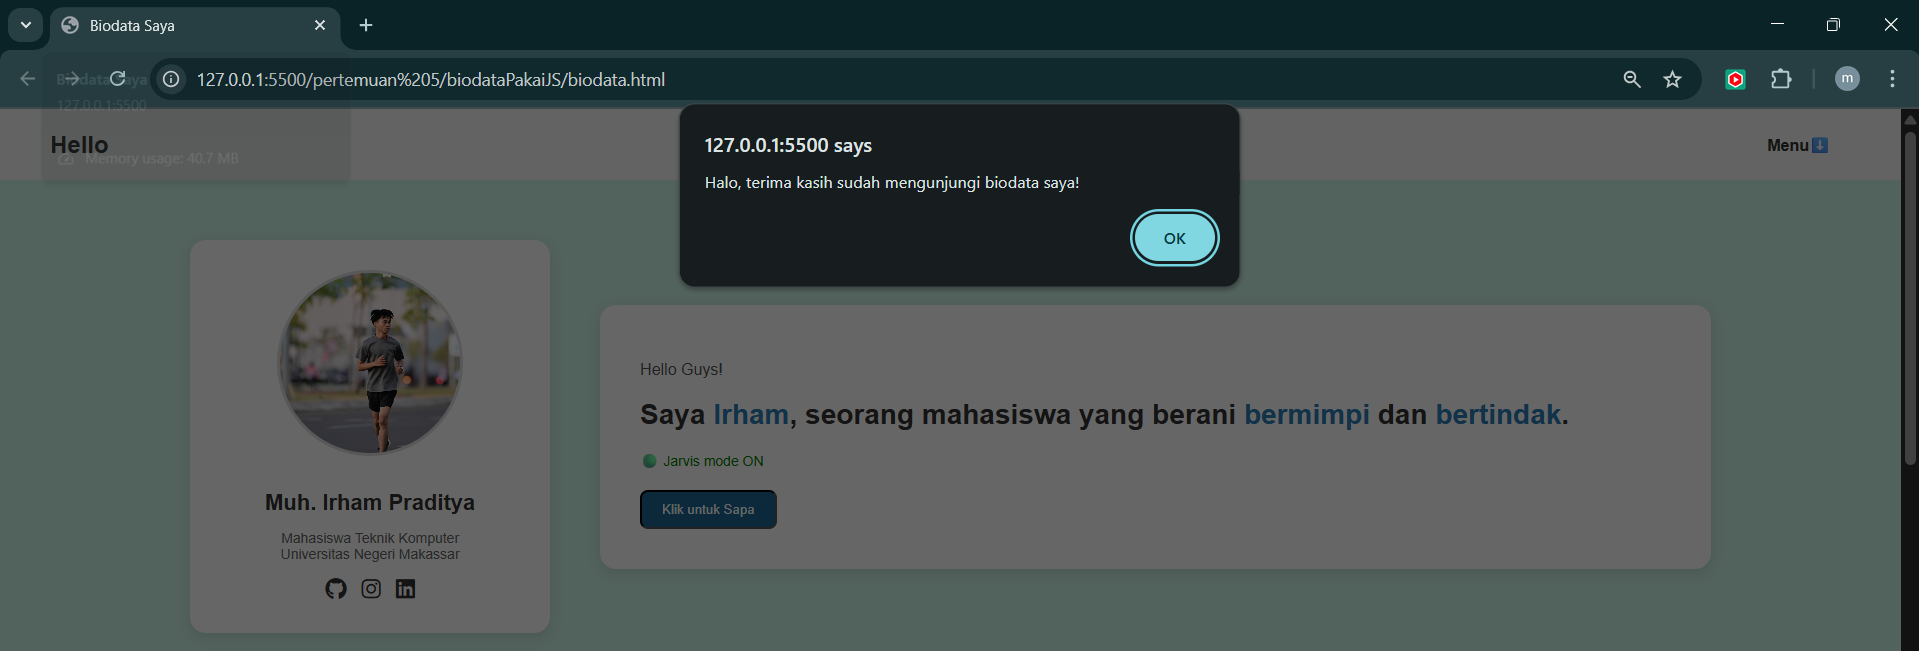 Biodata Saya
127.0.0.1:5500/pertemuan%205/biodataPakaiJS/biodata.html
m
Biodata Saya
127.0.0.1:5500
Memory usage: 40.7 MB
Hello
Menu
127.0.0.1:5500 says
Halo, terima kasih sudah mengunjungi biodata saya!
OK
Hello Guys!
Saya Irham, seorang mahasiswa yang berani bermimpi dan bertindak.
Jarvis mode ON
Klik untuk Sapa
Muh. Irham Praditya
Mahasiswa Teknik Komputer
Universitas Negeri Makassar